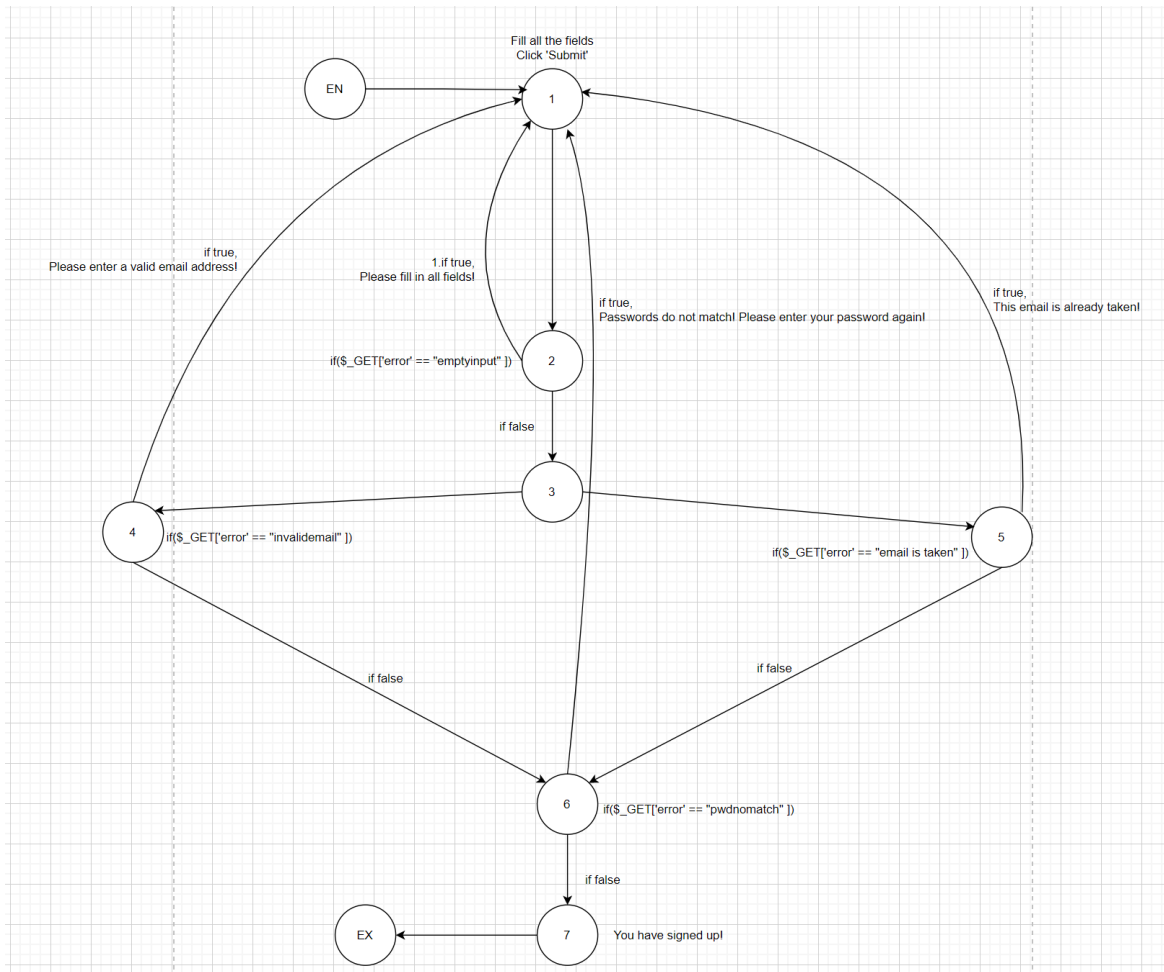 Fill all the fields
Click 'Submit'
EN
1
if true,
Please enter a valid email address!
1.if true,
Please fill in all fields!
if true,
Passwords do not match! Please enter your password again!
if true,
This email is already taken!
if($_GET['error' == "emptyinput" ])
2
if false
3
4
if($_GET['error' == "invalidemail" ])
if($_GET['error' == "email is taken" ])
5
if false
if false
6
if($_GET['error' == "pwdnomatch" ])
if false
EX
7
You have signed up!